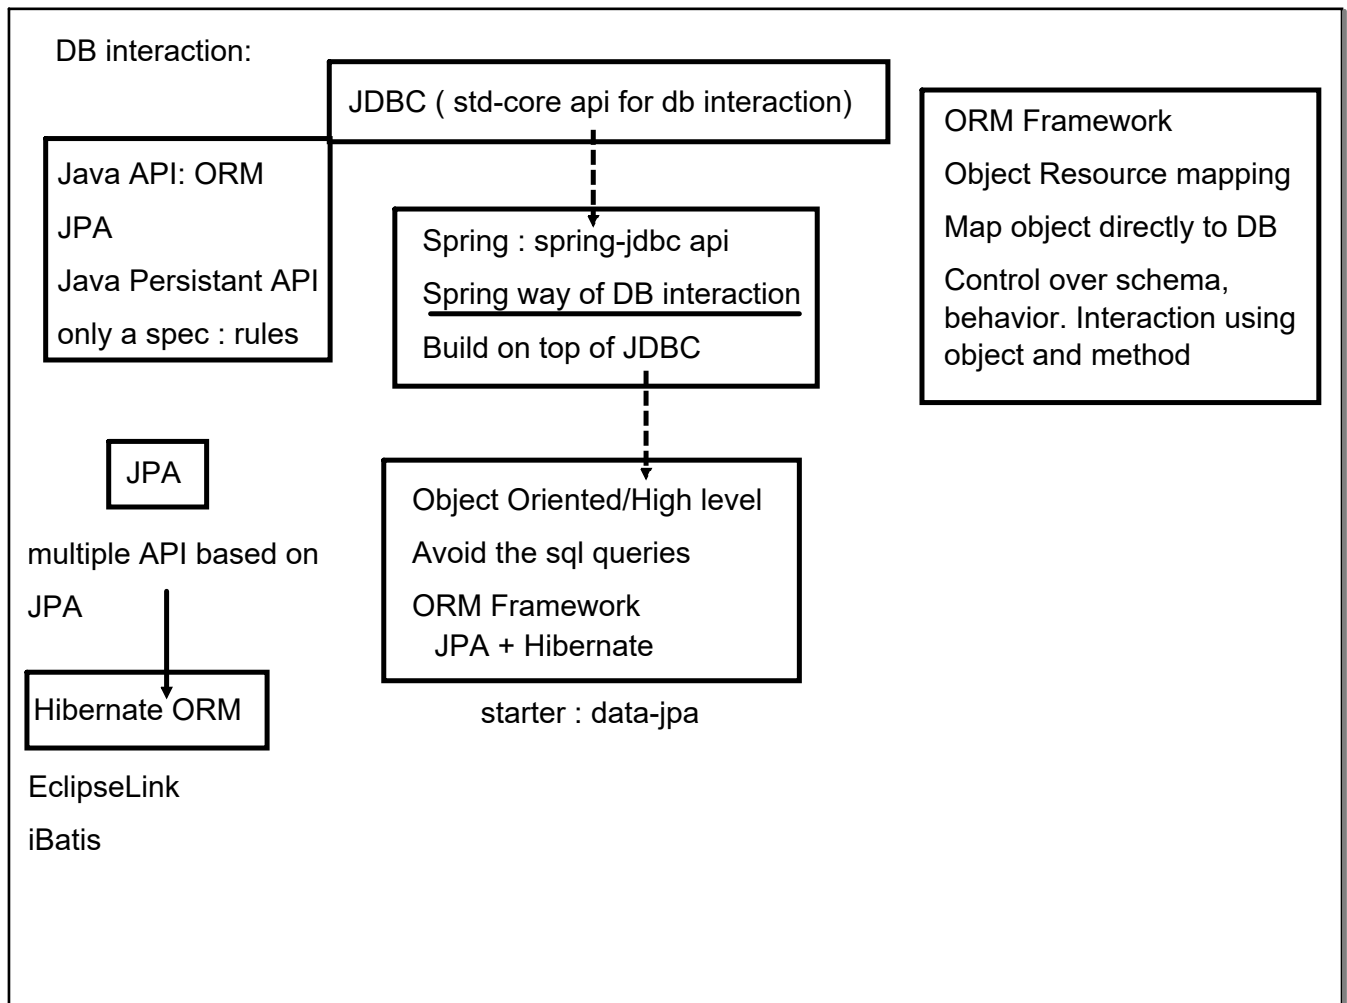 DB interaction:
JDBC ( std-core api for db interaction)
Java API: ORM
JPA
Java Persistant API
only a spec : rules
Spring : spring-jdbc api
Spring way of DB interaction
Build on top of JDBC
ORM Framework
Object Resource mapping
Map object directly to DB
Control over schema,
behavior. Interaction using
object and method
JPA
multiple API based on
JPA
Hibernate ORM
EclipseLink
iBatis
Object Oriented/High level
Avoid the sql queries
ORM Framework
JPA + Hibernate
starter : data-jpa